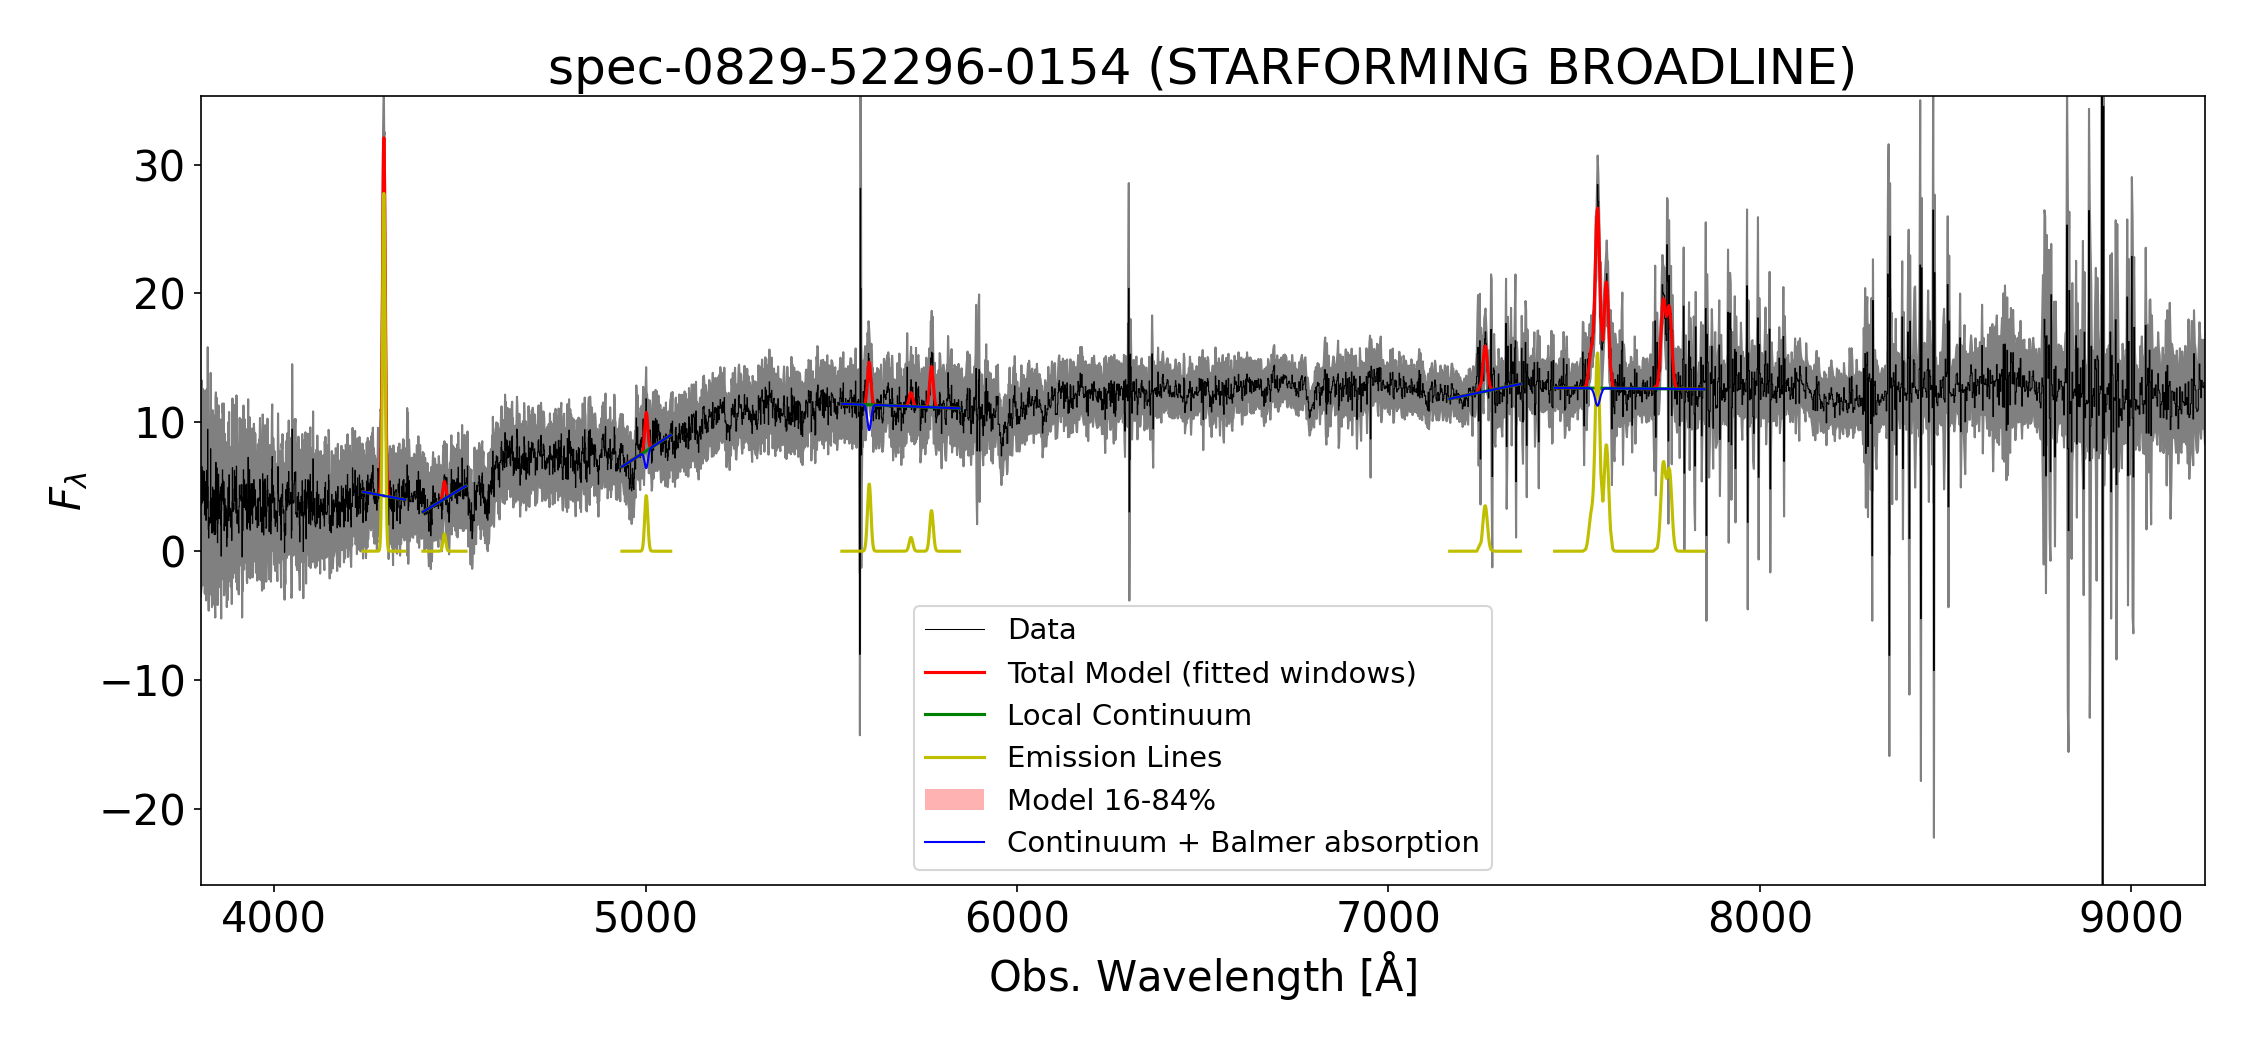 spec-0829-52296-0154 (STARFORMING BROADLINE)
30
20
10
0
−10
−20
F_λ
Data
Total Model (fitted windows)
Local Continuum
Emission Lines
Model 16-84%
Continuum + Balmer absorption
4000 5000 6000 7000 8000 9000
Obs. Wavelength [Å]